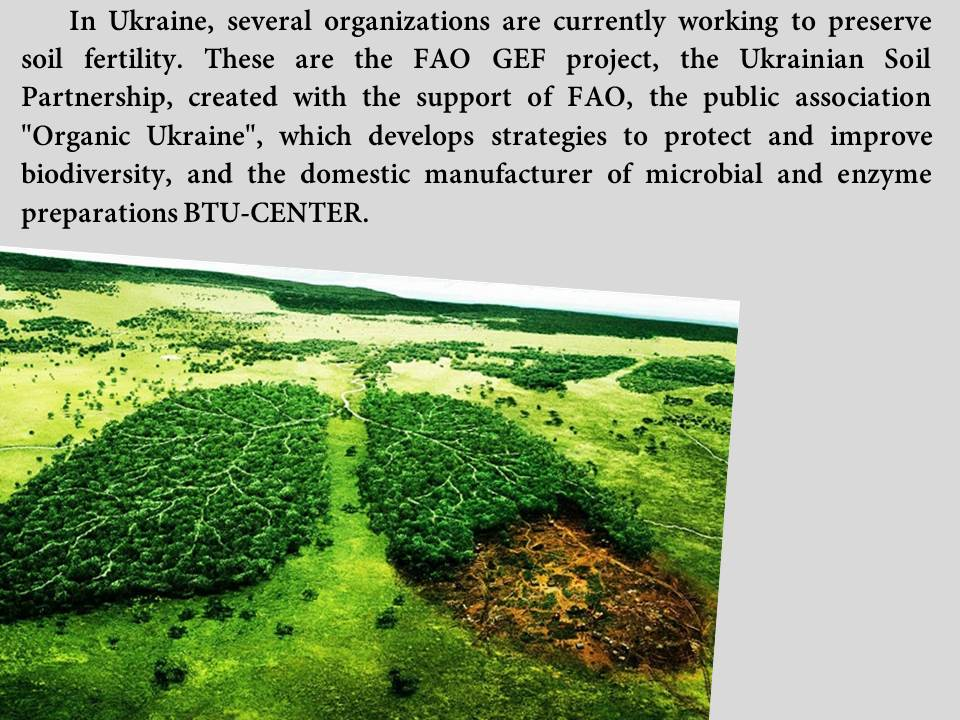 In Ukraine, several organizations are currently working to preserve
soil fertility. These are the FAO GEF project, the Ukrainian Soil
Partnership, created with the support of FAO, the public association
"Organic Ukraine", which develops strategies to protect and improve
biodiversity, and the domestic manufacturer of microbial and enzyme
preparations BTU-CENTER.